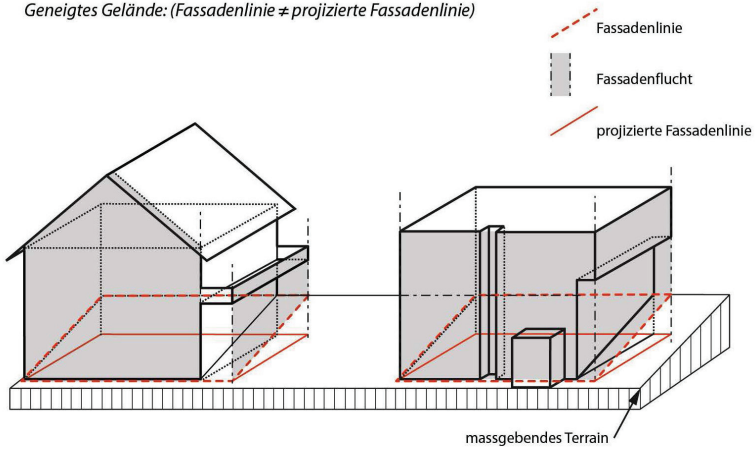 Geneigtes Gelände: (Fassadenlinie ≠ projizierte Fassadenlinie)
Fassadenlinie
Fassadenflucht
projizierte Fassadenlinie
massgebendes Terrain